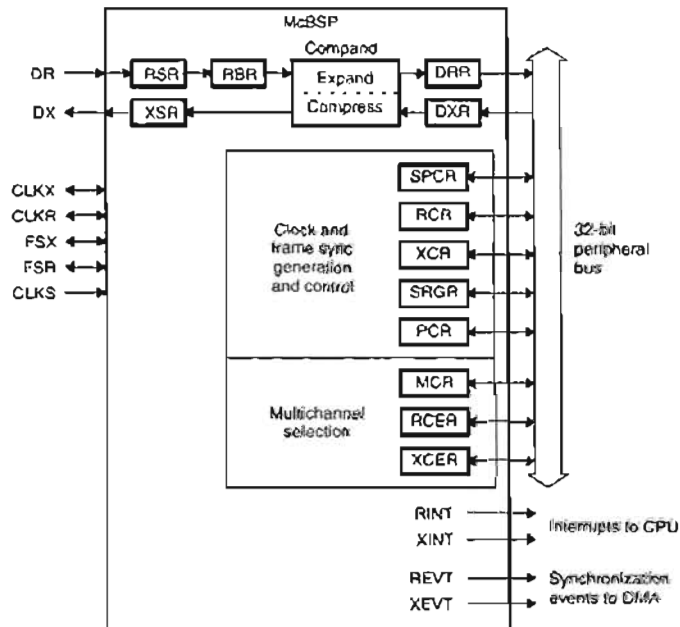 McBSP
Compand
DR
RSR
RBR
Expand
DRR
DX
XSR
Compress
DXR
CLKX
CLKR
FSX
FSR
CLKS
Clock and
frame sync
generation
and control
SPCR
RCR
XCR
SRGR
PCR
32-bit
peripheral
bus
Multichannel
selection
MCR
RCER
XCER
RINT
XINT
Interrupts to CPU
REVT
XEVT
Synchronization
events to DMA